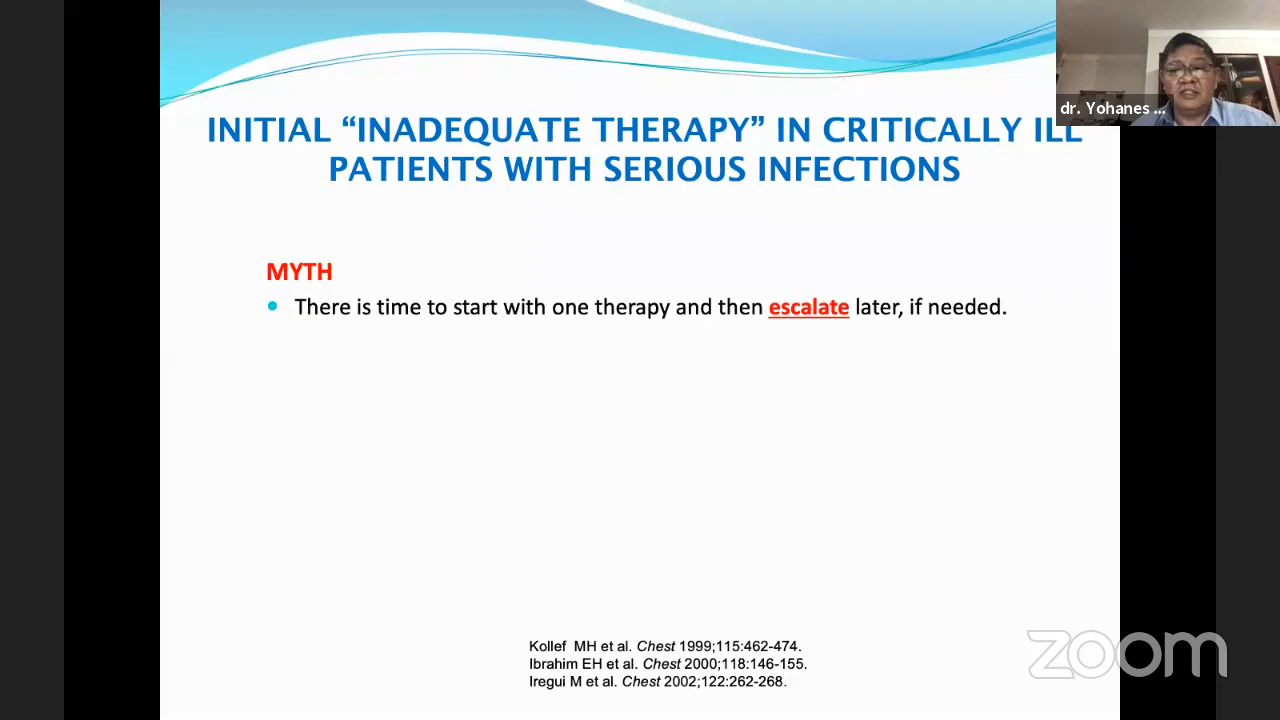 dr. Yohanes ...
INITIAL “INADEQUATE THERAPY” IN CRITICALLY ILL
PATIENTS WITH SERIOUS INFECTIONS
MYTH
• There is time to start with one therapy and then escalate later, if needed.
Kollef MH et al. Chest 1999;115:462-474.
Ibrahim EH et al. Chest 2000;118:146-155.
Iregui M et al. Chest 2002;122:262-268.
zoom